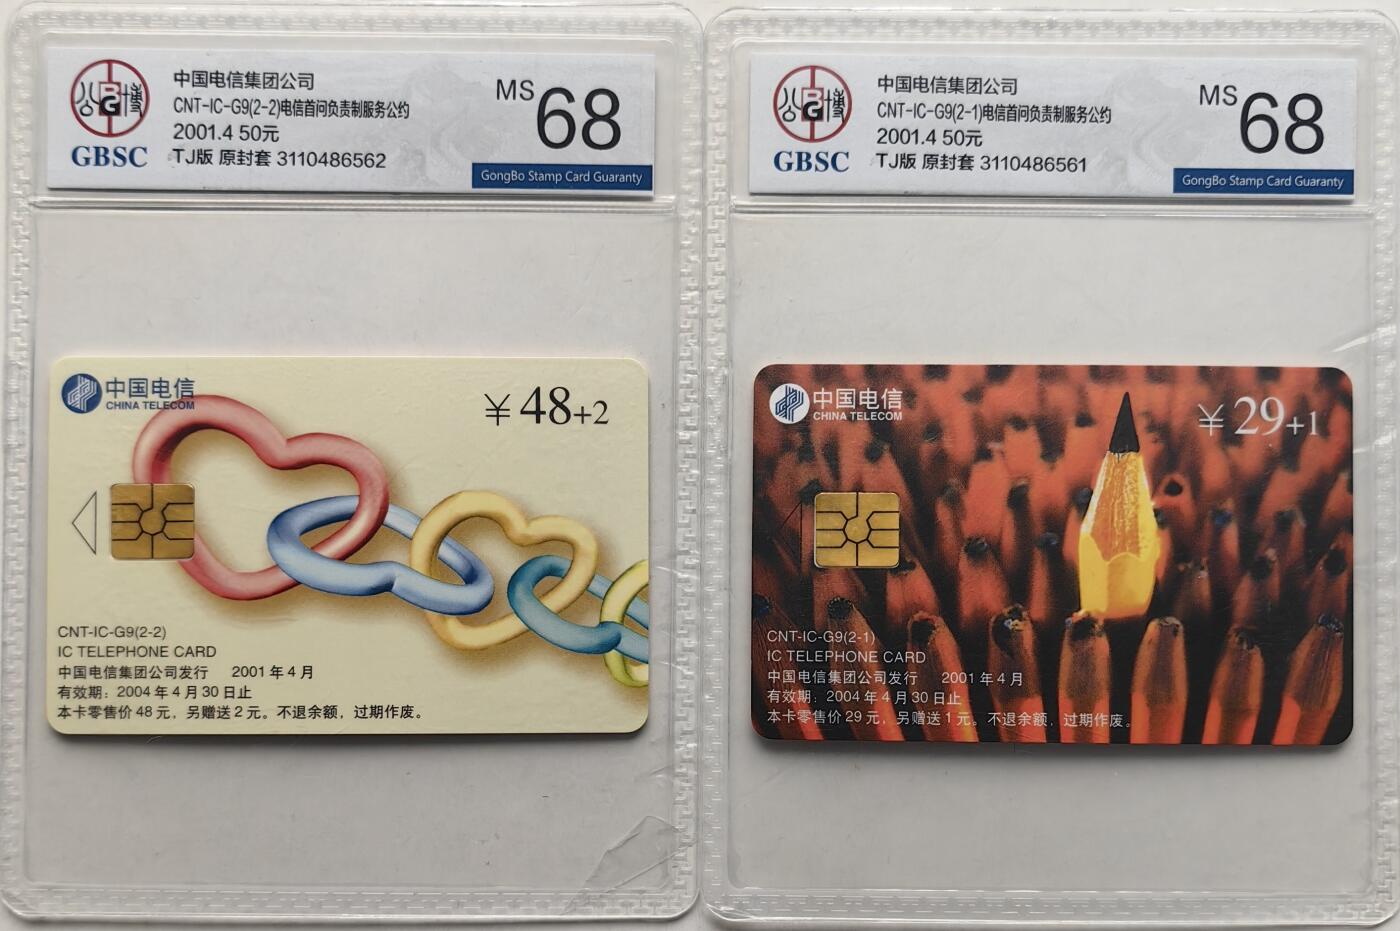 公博
BG
GBSC
中国电信集团公司
CNT-IC-G9(2-2)电信首问负责制服务公约
2001.4 50元
TJ版 原封套 3110486562
MS 68
GongBo Stamp Card Guaranty
中国电信
CHINA TELECOM
¥48+2
CNT-IC-G9(2-2)
IC TELEPHONE CARD
中国电信集团公司发行 2001年4月
有效期：2004年4月30日止
本卡零售价48元，另赠送2元。不退余额，过期作废。
公博
BG
GBSC
中国电信集团公司
CNT-IC-G9(2-1)电信首问负责制服务公约
2001.4 50元
TJ版 原封套 3110486561
MS 68
GongBo Stamp Card Guaranty
中国电信
CHINA TELECOM
¥29+1
CNT-IC-G9(2-1)
IC TELEPHONE CARD
中国电信集团公司发行 2001年4月
有效期：2004年4月30日止
本卡零售价29元，另赠送1元。不退余额，过期作废。